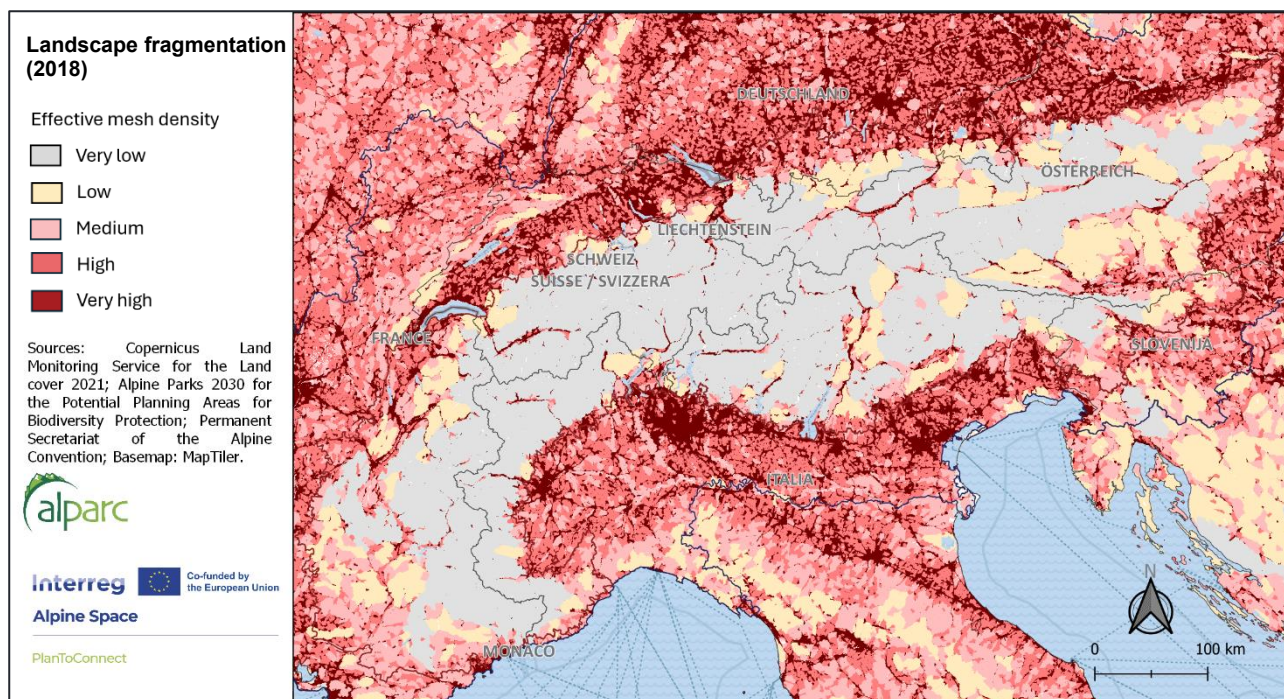 Landscape fragmentation
(2018)
Effective mesh density
Very low
Low
Medium
High
Very high
Sources: Copernicus Land
Monitoring Service for the Land
cover 2021; Alpine Parks 2030 for
the Potential Planning Areas for
Biodiversity Protection; Permanent
Secretariat of the Alpine
Convention; Basemap: MapTiler.
alparc
Interreg
Co-funded by
the European Union
Alpine Space
PlanToConnect
DEUTSCHLAND
ÖSTERREICH
LIECHTENSTEIN
SCHWEIZ
SUISSE / SVIZZERA
FRANCE
SLOVENIJA
ITALIA
MONACO
N
0 100 km